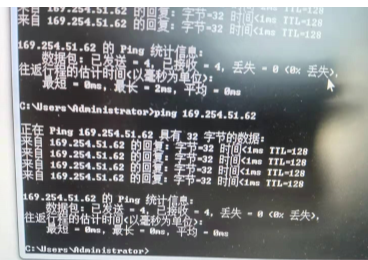 来自 169.254.51.62 的回复: 字节=32 时间<1ms TTL=128
来自 169.254.51.62 的回复: 字节=32 时间<1ms TTL=128
169.254.51.62 的 Ping 统计信息:
数据包: 已发送 = 4, 已接收 = 4, 丢失 = 0 <0% 丢失>,
往返行程的估计时间<以毫秒为单位>:
最短 = 0ms, 最长 = 2ms, 平均 = 0ms
C:\Users\Administrator>ping 169.254.51.62
正在 Ping 169.254.51.62 具有 32 字节的数据:
来自 169.254.51.62 的回复: 字节=32 时间<1ms TTL=128
来自 169.254.51.62 的回复: 字节=32 时间<1ms TTL=128
来自 169.254.51.62 的回复: 字节=32 时间<1ms TTL=128
来自 169.254.51.62 的回复: 字节=32 时间<1ms TTL=128
169.254.51.62 的 Ping 统计信息:
数据包: 已发送 = 4, 已接收 = 4, 丢失 = 0 <0% 丢失>,
往返行程的估计时间<以毫秒为单位>:
最短 = 0ms, 最长 = 0ms, 平均 = 0ms
C:\Users\Administrator>